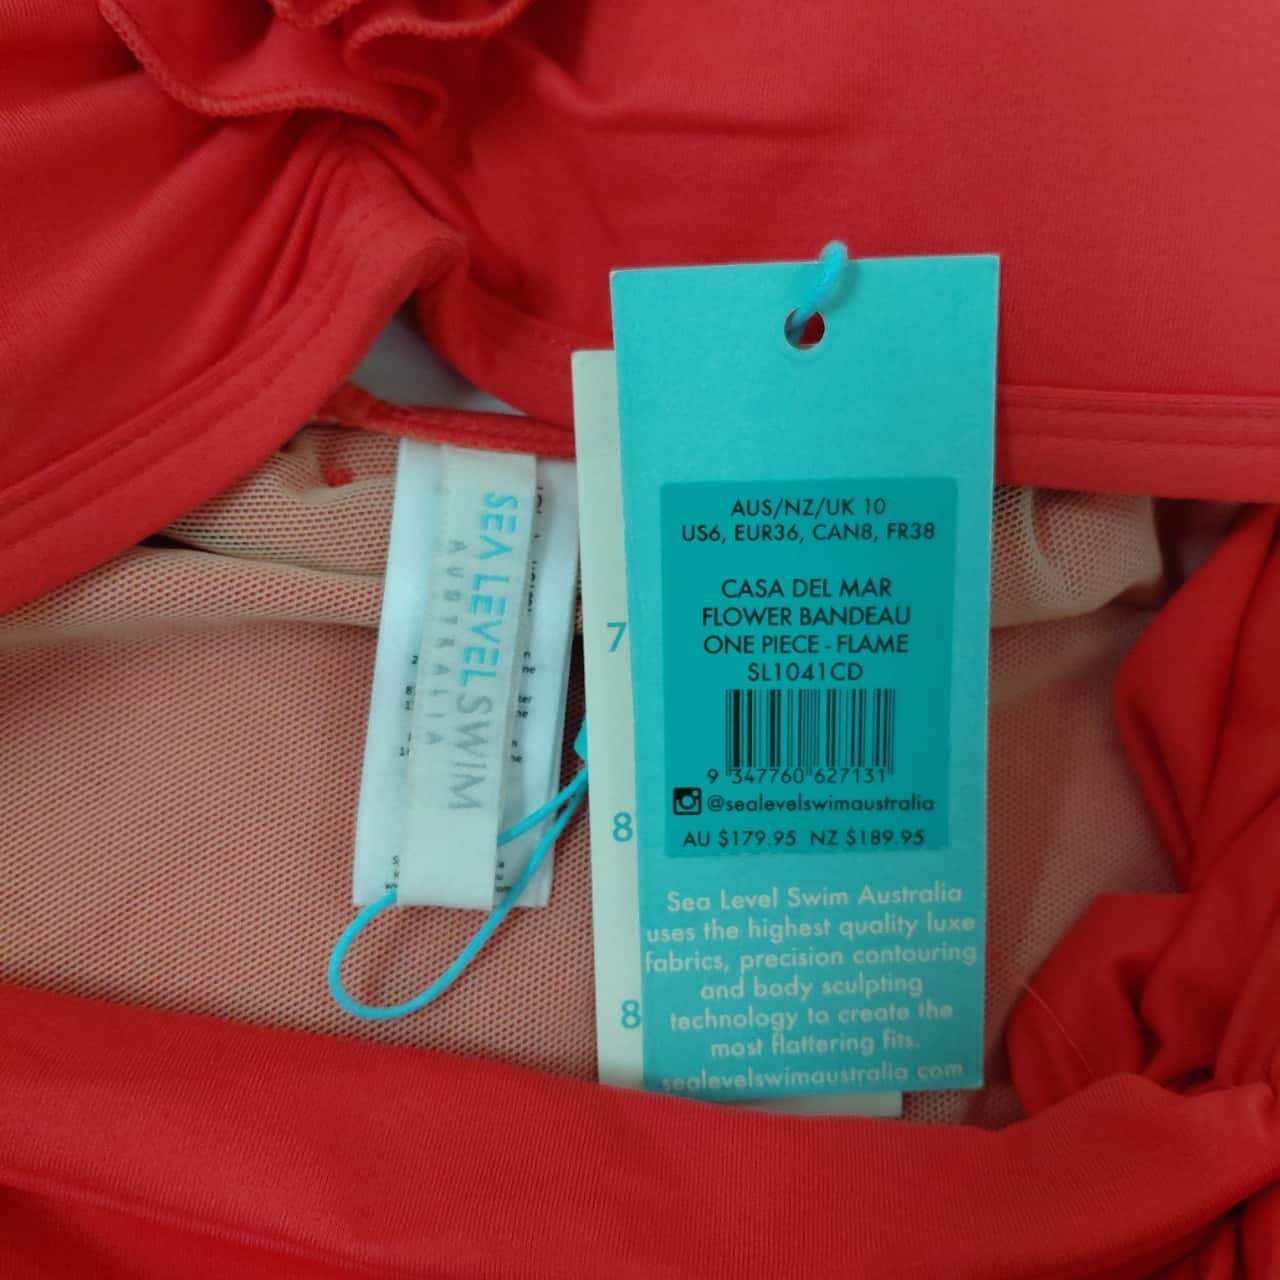 AUS/NZ/UK 10
US6, EUR36, CAN8, FR38
CASA DEL MAR
FLOWER BANDEAU
ONE PIECE - FLAME
SL1041CD
9 347760 627131
@sealevelswimaustralia
AU $179.95 NZ $189.95
Sea Level Swim Australia
uses the highest quality luxe
fabrics, precision contouring
and body sculpting
technology to create the
most flattering fits.
sealevelswimaustralia.com
SEA LEVEL SWIM
AUSTRALIA
7
8
8